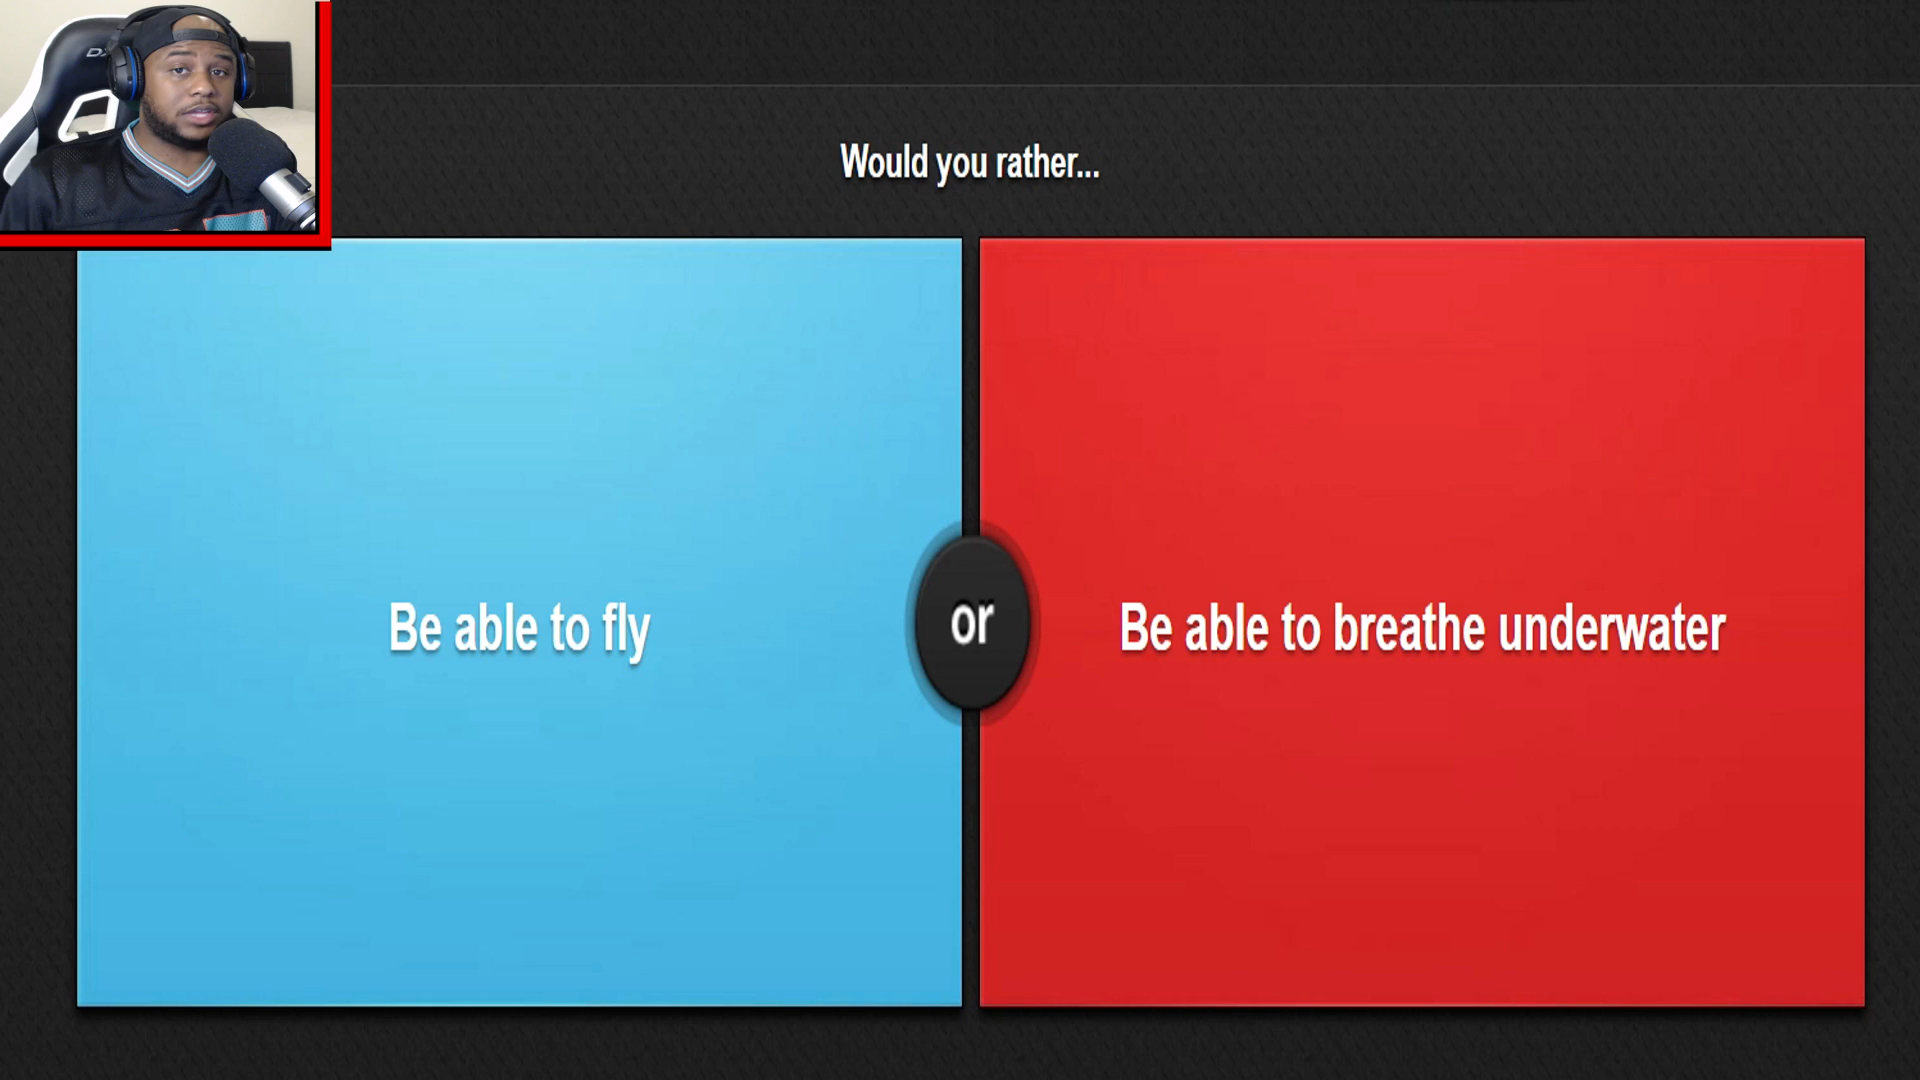 Would you rather...
Be able to fly
or
Be able to breathe underwater